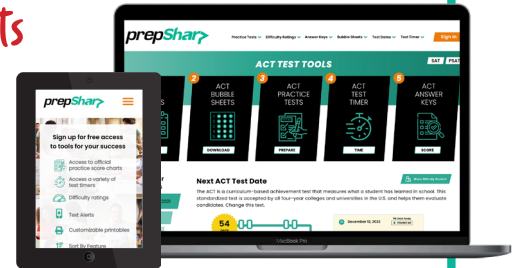 ts
prepSharp
Practice Tests Difficulty Ratings Answer Keys Bubble Sheets Test Dates Test Timer Sign In
ACT TEST TOOLS
SAT PSAT
2 3 4 5
ACT BUBBLE SHEETS
DOWNLOAD
ACT PRACTICE TESTS
PREPARE
ACT TEST TIMER
TIME
ACT ANSWER KEYS
SCORE
Next ACT Test Date
The ACT is a curriculum-based achievement test that measures what a student has learned in school. This
standardized test is accepted by all four-year colleges and universities in the U.S. and helps them evaluate
candidates. Change this text.
54
December 10, 2022
MacBook Pro
prepSharp
Sign up for free access
to tools for your success
Access to official
practice score charts
Access a variety of
test timers
Difficulty ratings
Test Alerts
Customizable printables
Sort By Feature